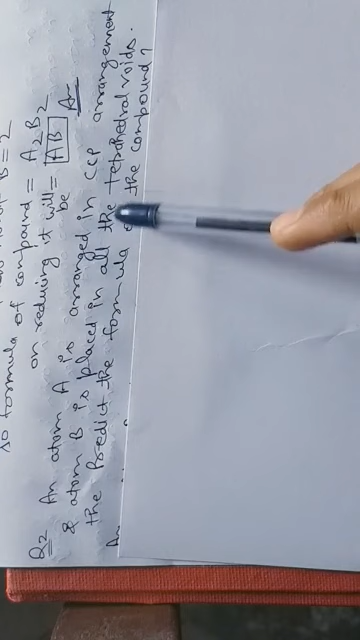 so formula of compound = A2B2
on reducing it will be = AB Ans
Q2 An atom A is arranged in CCP arrangement
& atom B is placed in all the tetrahedral voids.
the Predict the formula the compound?